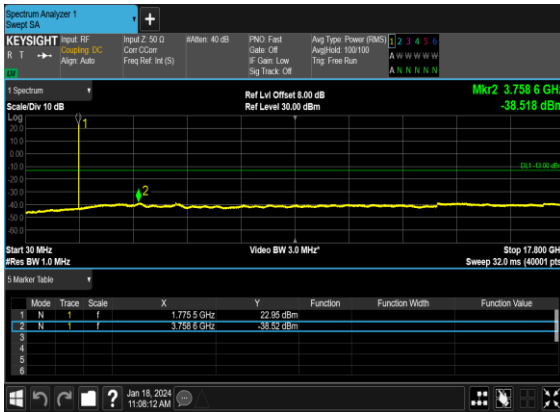 Spectrum Analyzer 1
Swept SA
+
KEYSIGHT Input: RF Input Z: 50 Ω #Atten: 40 dB PNO: Fast Avg Type: Power (RMS) 1 2 3 4 5 6
R T Coupling: DC Corr CCorr Gate: Off Avg|Hold: 100/100 A W W W W W
Align: Auto Freq Ref: Int (S) IF Gain: Low Trig: Free Run
LXI Sig Track: Off A N N N N N
1 Spectrum Ref Lvl Offset 8.00 dB Mkr2 3.758 6 GHz
Scale/Div 10 dB Ref Level 30.00 dBm -38.518 dBm
Log
1
20.0
10.0
0.00
-10.0
DL1 -13.00 dBm
-20.0
-30.0
2
-40.0
-50.0
-60.0
Start 30 MHz Video BW 3.0 MHz* Stop 17.800 GHz
#Res BW 1.0 MHz Sweep 32.0 ms (40001 pts)
5 Marker Table
Mode Trace Scale X Y Function Function Width Function Value
1 N 1 f 1.775 5 GHz 22.95 dBm
2 N 1 f 3.758 6 GHz -38.52 dBm
3
4
5
6
? Jan 18, 2024
11:08:12 AM